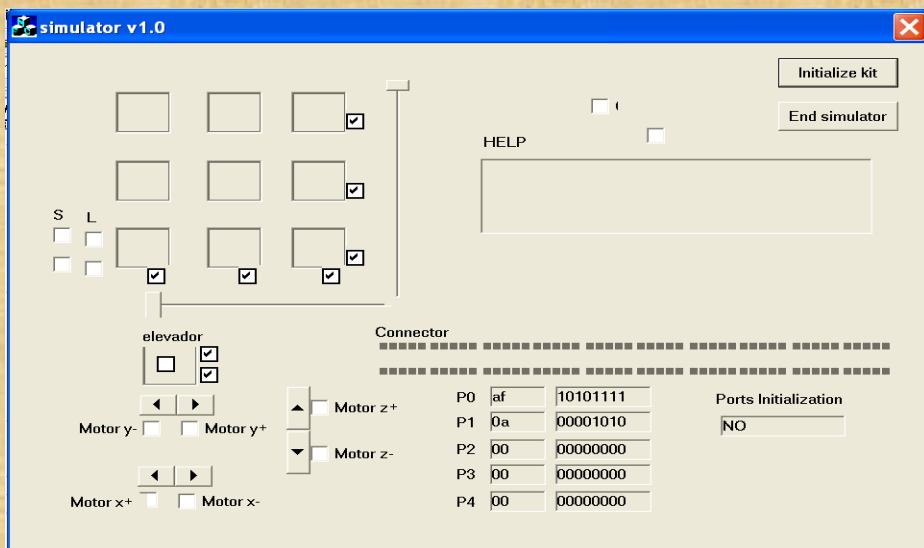 simulator v1.0
Initialize kit
End simulator
HELP
S L
elevador
Connector
Motor y- Motor y+
Motor z+
Motor z-
Motor x+ Motor x-
P0 af 10101111
P1 0a 00001010
P2 00 00000000
P3 00 00000000
P4 00 00000000
Ports Initialization
NO